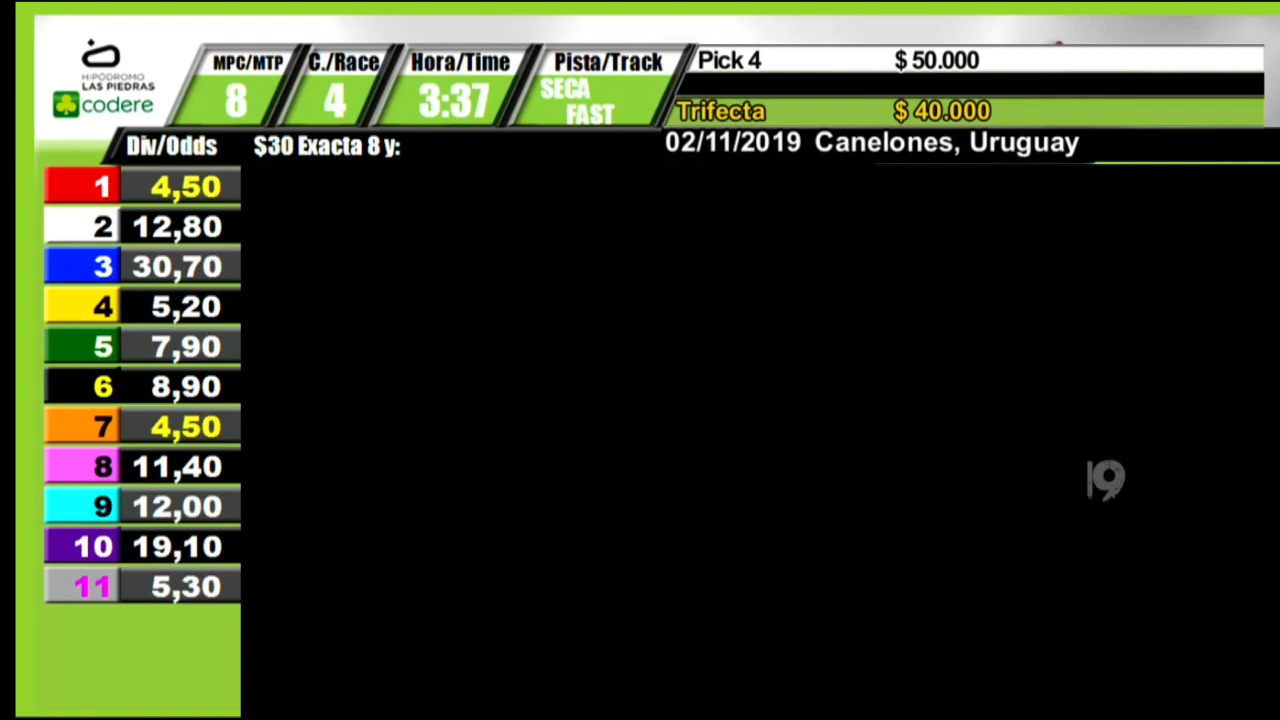 HIPÓDROMO
LAS PIEDRAS
codere
MPC/MTP
8
C./Race
4
Hora/Time
3:37
Pista/Track
SECA
FAST
Pick 4 $ 50.000
Trifecta $ 40.000
Div/Odds $30 Exacta 8 y: 02/11/2019 Canelones, Uruguay
1 4,50
2 12,80
3 30,70
4 5,20
5 7,90
6 8,90
7 4,50
8 11,40
9 12,00
10 19,10
11 5,30
19